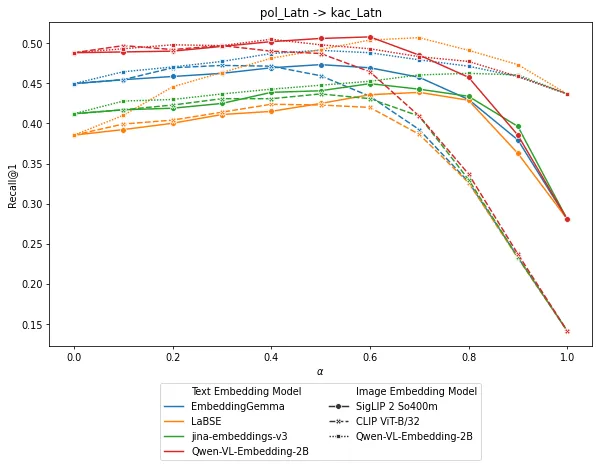 pol_Latn -> kac_Latn
Recall@1
0.50
0.45
0.40
0.35
0.30
0.25
0.20
0.15
0.0 0.2 0.4 0.6 0.8 1.0
α
Text Embedding Model Image Embedding Model
EmbeddingGemma SigLIP 2 So400m
LaBSE CLIP ViT-B/32
jina-embeddings-v3 Qwen-VL-Embedding-2B
Qwen-VL-Embedding-2B